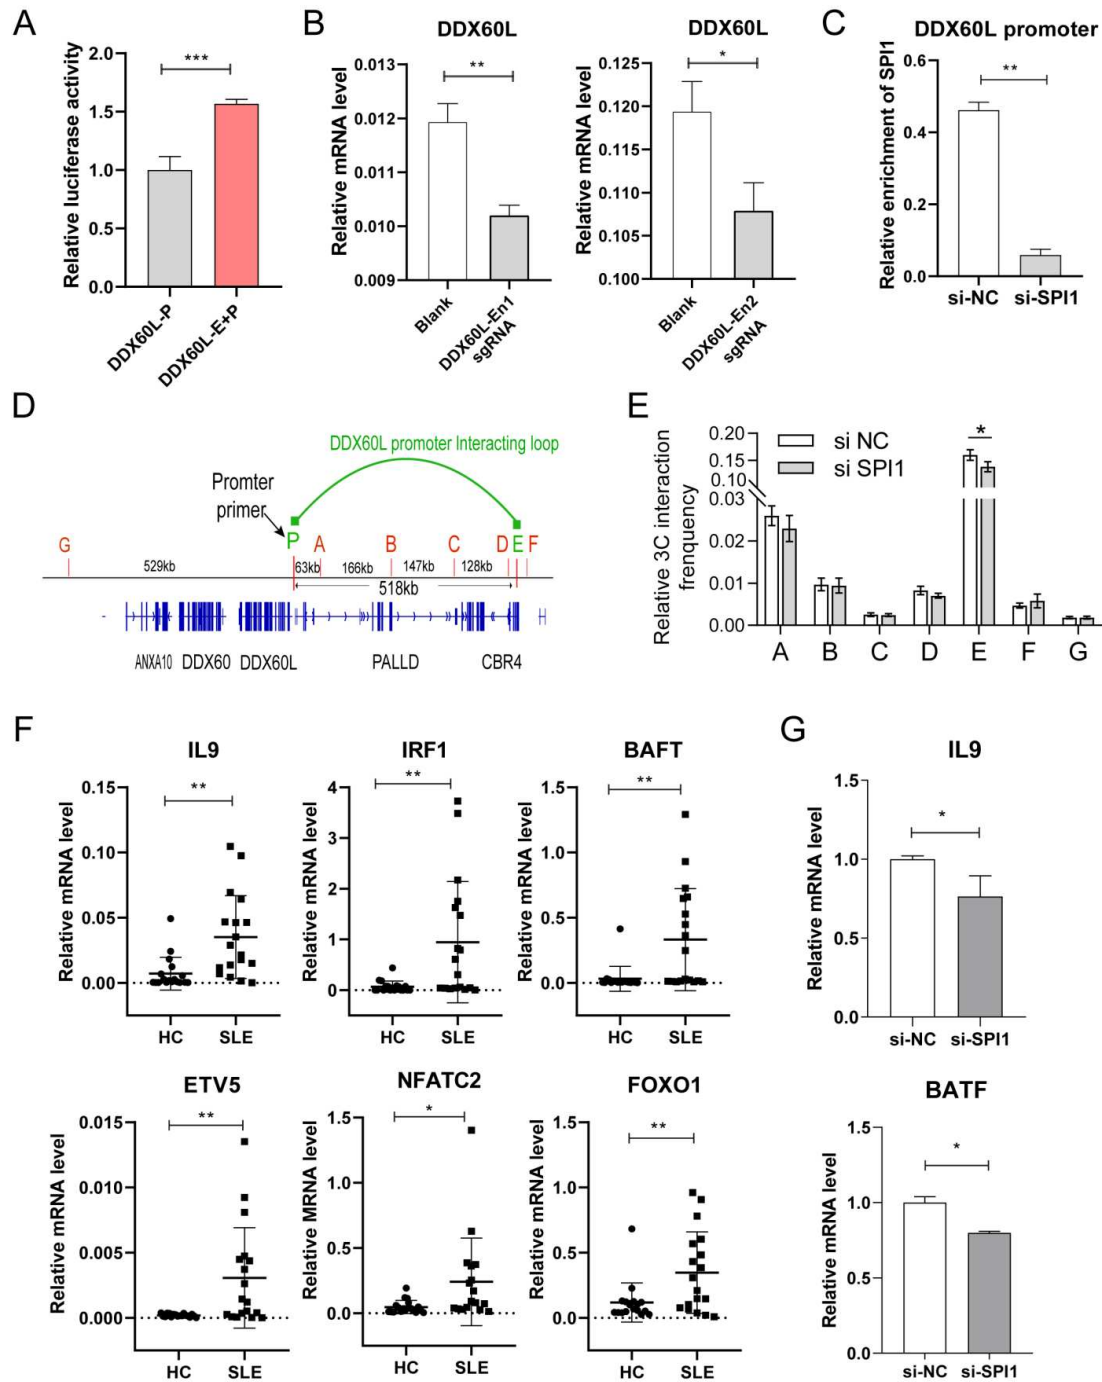 A
Relative luciferase activity
2.0
1.5
1.0
0.5
0.0
***
DDX60L-P
DDX60L-E+P
B
DDX60L
Relative mRNA level
0.013
0.012
0.011
0.010
0.009
**
Blank
DDX60L-En1
sgRNA
DDX60L
Relative mRNA level
0.125
0.120
0.115
0.110
0.105
0.100
*
Blank
DDX60L-En2
sgRNA
C
DDX60L promoter
Relative enrichment of SPI1
0.6
0.4
0.2
0.0
**
si-NC
si-SPI1
D
DDX60L promoter Interacting loop
Promter
primer
G
P
A
B
C
D
E
F
529kb
63kb
166kb
147kb
128kb
518kb
ANXA10
DDX60
DDX60L
PALLD
CBR4
E
Relative 3C interaction
frenquency
0.20
0.15
0.10
0.03
0.02
0.01
0.00
si NC
si SPI1
*
A
B
C
D
E
F
G
F
IL9
Relative mRNA level
0.15
0.10
0.05
0.00
**
HC
SLE
IRF1
Relative mRNA level
4
3
2
1
0
**
HC
SLE
BAFT
Relative mRNA level
1.5
1.0
0.5
0.0
**
HC
SLE
G
IL9
Relative mRNA level
1.5
1.0
0.5
0.0
*
si-NC
si-SPI1
ETV5
Relative mRNA level
0.015
0.010
0.005
0.000
**
HC
SLE
NFATC2
Relative MRNA level
1.5
1.0
0.5
0.0
*
HC
SLE
FOXO1
Relative mRNA level
1.5
1.0
0.5
0.0
**
HC
SLE
BATF
Relative mRNA level
1.5
1.0
0.5
0.0
*
si-NC
si-SPI1